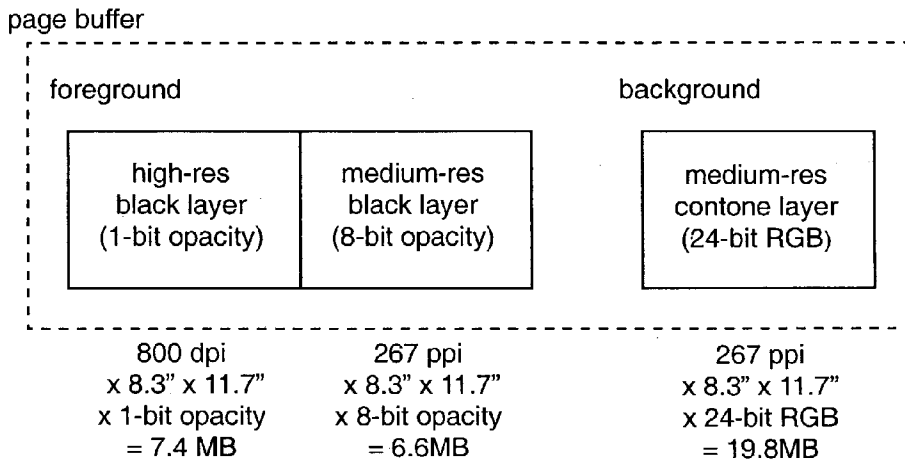 page buffer
foreground
background
high-res
black layer
(1-bit opacity)
medium-res
black layer
(8-bit opacity)
medium-res
contone layer
(24-bit RGB)
800 dpi
x 8.3" x 11.7"
x 1-bit opacity
= 7.4 MB
267 ppi
x 8.3" x 11.7"
x 8-bit opacity
= 6.6MB
267 ppi
x 8.3" x 11.7"
x 24-bit RGB
= 19.8MB